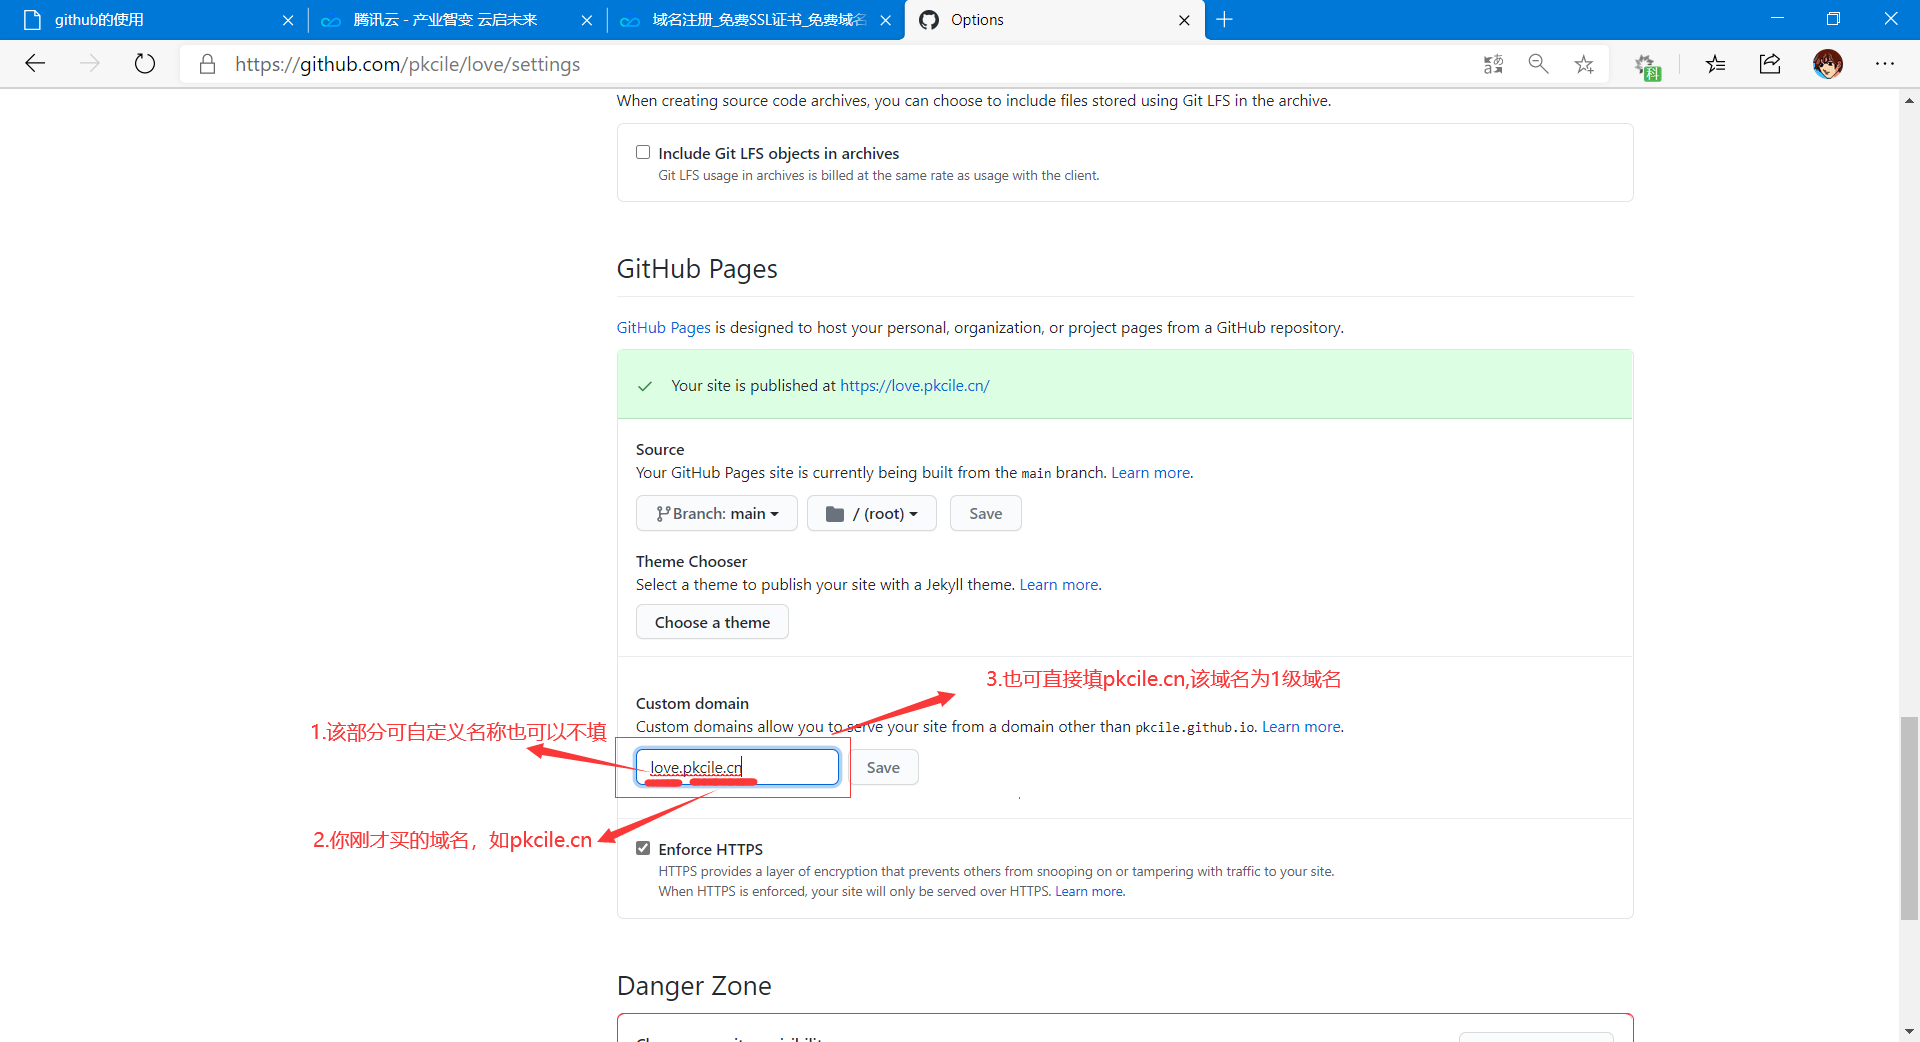 github的使用
腾讯云 - 产业智变 云启未来
域名注册_免费SSL证书_免费域名
Options
https://github.com/pkcile/love/settings
科
When creating source code archives, you can choose to include files stored using Git LFS in the archive.
Include Git LFS objects in archives
Git LFS usage in archives is billed at the same rate as usage with the client.
GitHub Pages
GitHub Pages is designed to host your personal, organization, or project pages from a GitHub repository.
Your site is published at https://love.pkcile.cn/
Source
Your GitHub Pages site is currently being built from the main branch. Learn more.
Branch: main
/ (root)
Save
Theme Chooser
Select a theme to publish your site with a Jekyll theme. Learn more.
Choose a theme
3.也可直接填pkcile.cn,该域名为1级域名
Custom domain
Custom domains allow you to serve your site from a domain other than pkcile.github.io. Learn more.
1.该部分可自定义名称也可以不填
love.pkcile.cn
Save
2.你刚才买的域名，如pkcile.cn
Enforce HTTPS
HTTPS provides a layer of encryption that prevents others from snooping on or tampering with traffic to your site.
When HTTPS is enforced, your site will only be served over HTTPS. Learn more.
Danger Zone